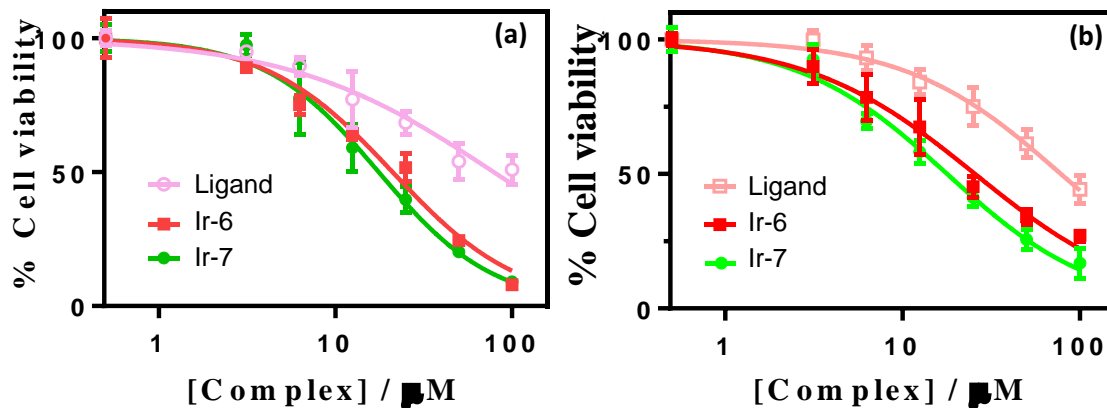 (a)
% Cell viability
100
50
0
Ligand
Ir-6
Ir-7
1 10 100
[Complex] / μM
(b)
% Cell viability
100
50
0
Ligand
Ir-6
Ir-7
1 10 100
[Complex] / μM